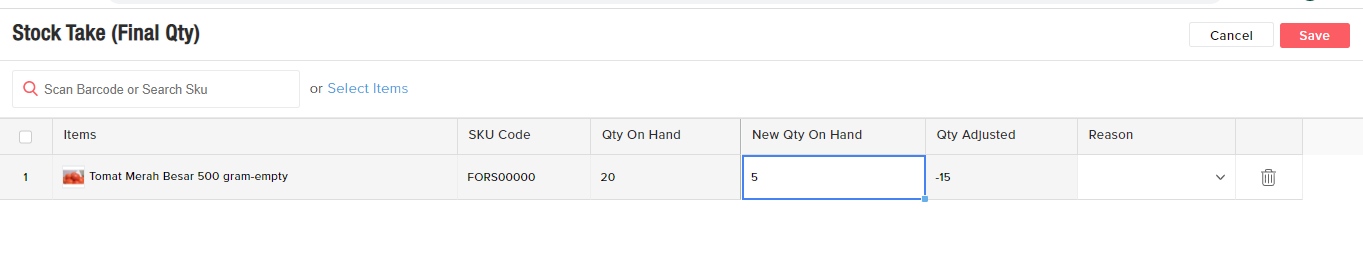 Stock Take (Final Qty)
Cancel
Save
Scan Barcode or Search Sku
or Select Items
Items SKU Code Qty On Hand New Qty On Hand Qty Adjusted Reason
1 Tomat Merah Besar 500 gram-empty FORS00000 20 5 -15